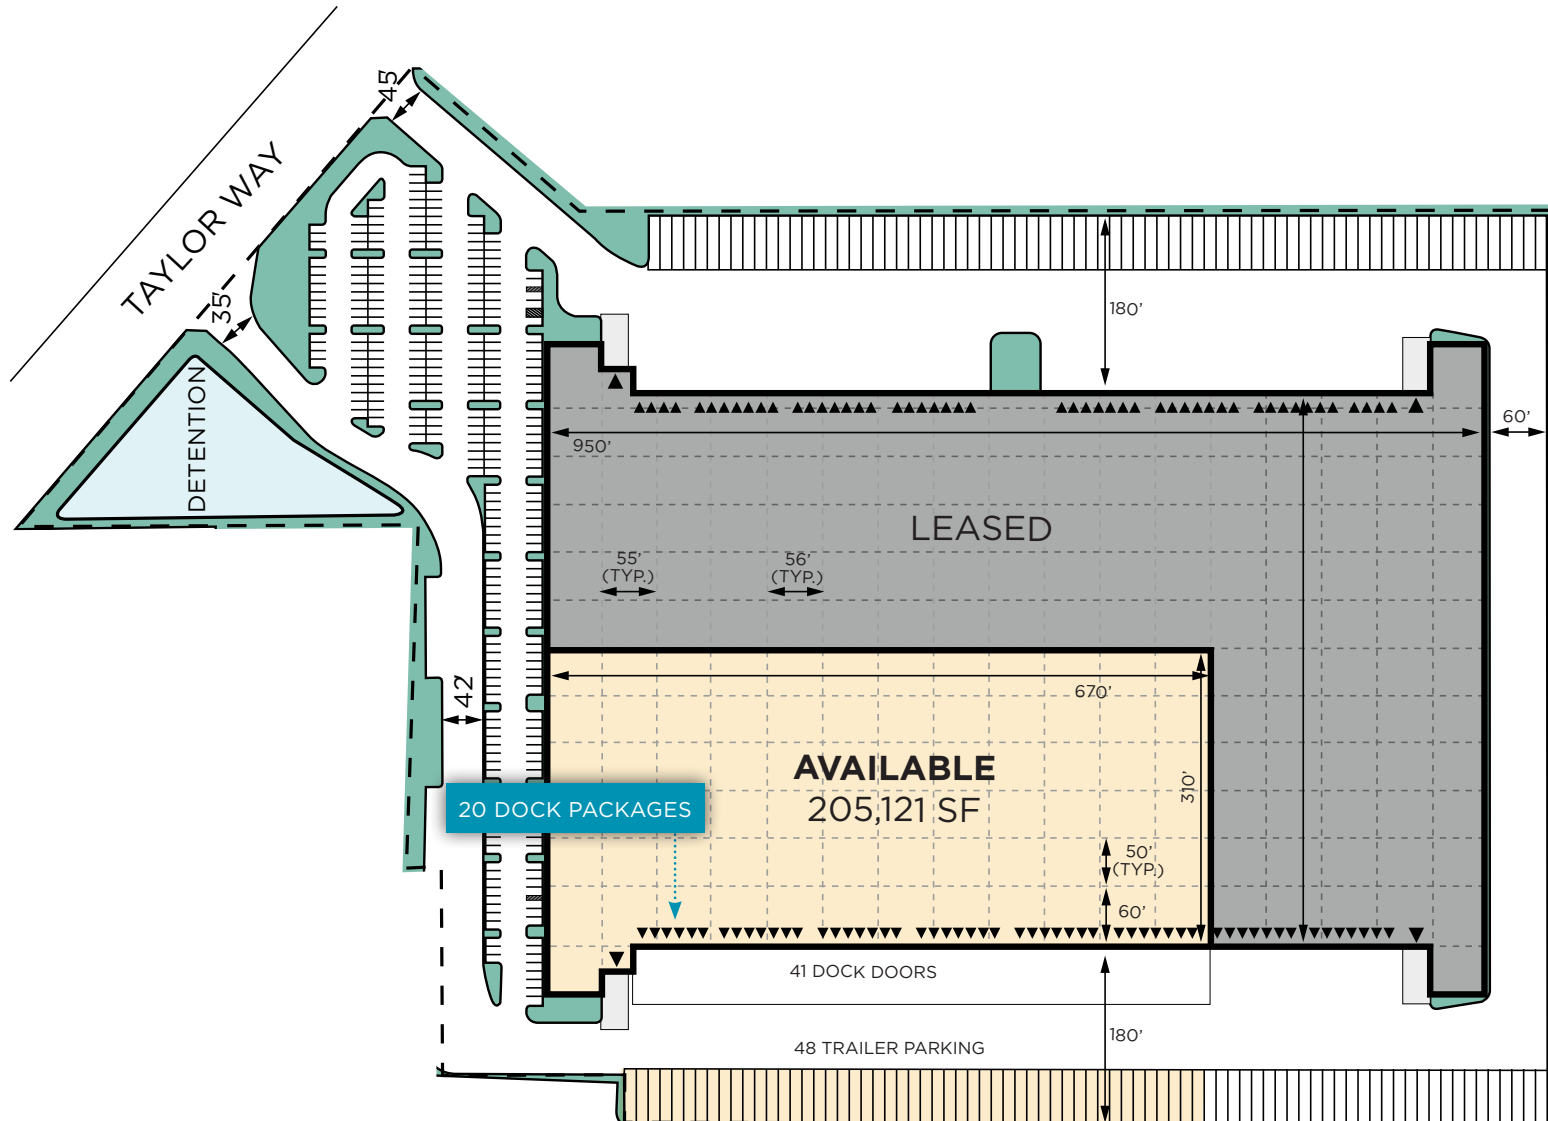 45'
TAYLOR WAY
35'
180'
DETENTION
950'
60'
LEASED
55'
(TYP.)
56'
(TYP.)
670'
42'
AVAILABLE
205,121 SF
310'
20 DOCK PACKAGES
50'
(TYP.)
60'
41 DOCK DOORS
180'
48 TRAILER PARKING